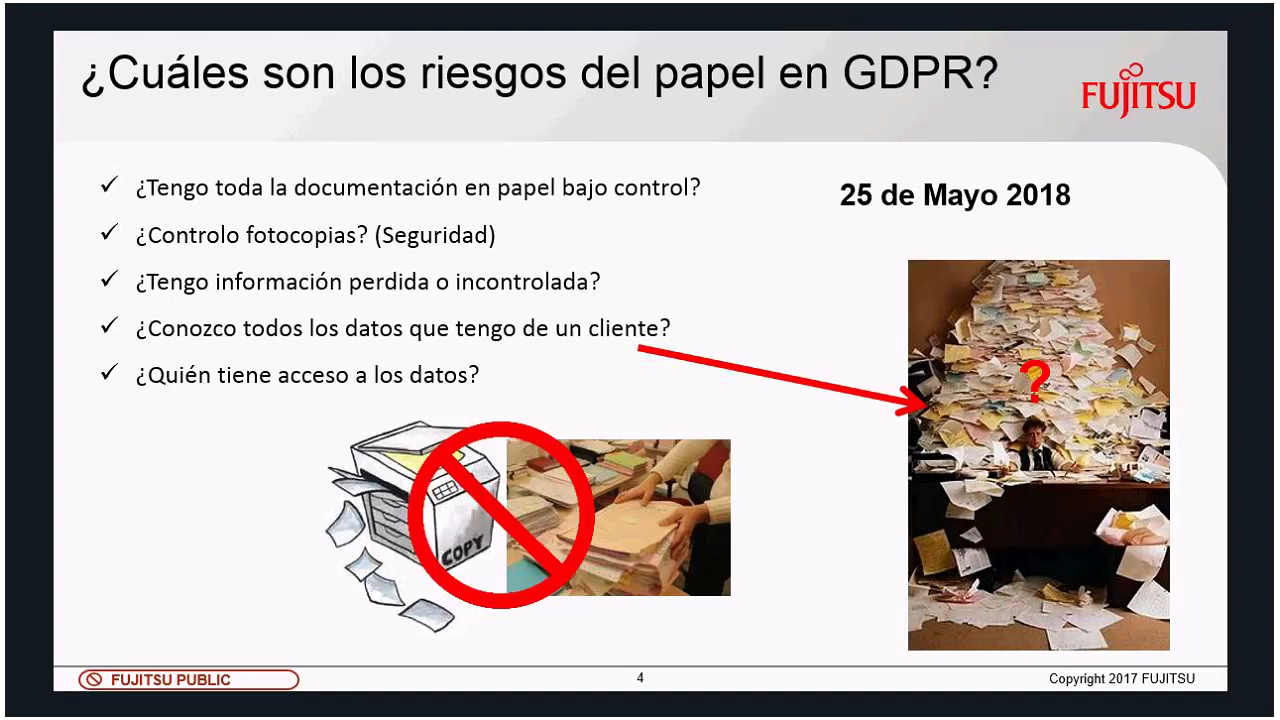 ¿Cuáles son los riesgos del papel en GDPR?
FUJITSU
✓ ¿Tengo toda la documentación en papel bajo control?
✓ ¿Controlo fotocopias? (Seguridad)
✓ ¿Tengo información perdida o incontrolada?
✓ ¿Conozco todos los datos que tengo de un cliente?
✓ ¿Quién tiene acceso a los datos?
25 de Mayo 2018
?
COPY
FUJITSU PUBLIC
4
Copyright 2017 FUJITSU